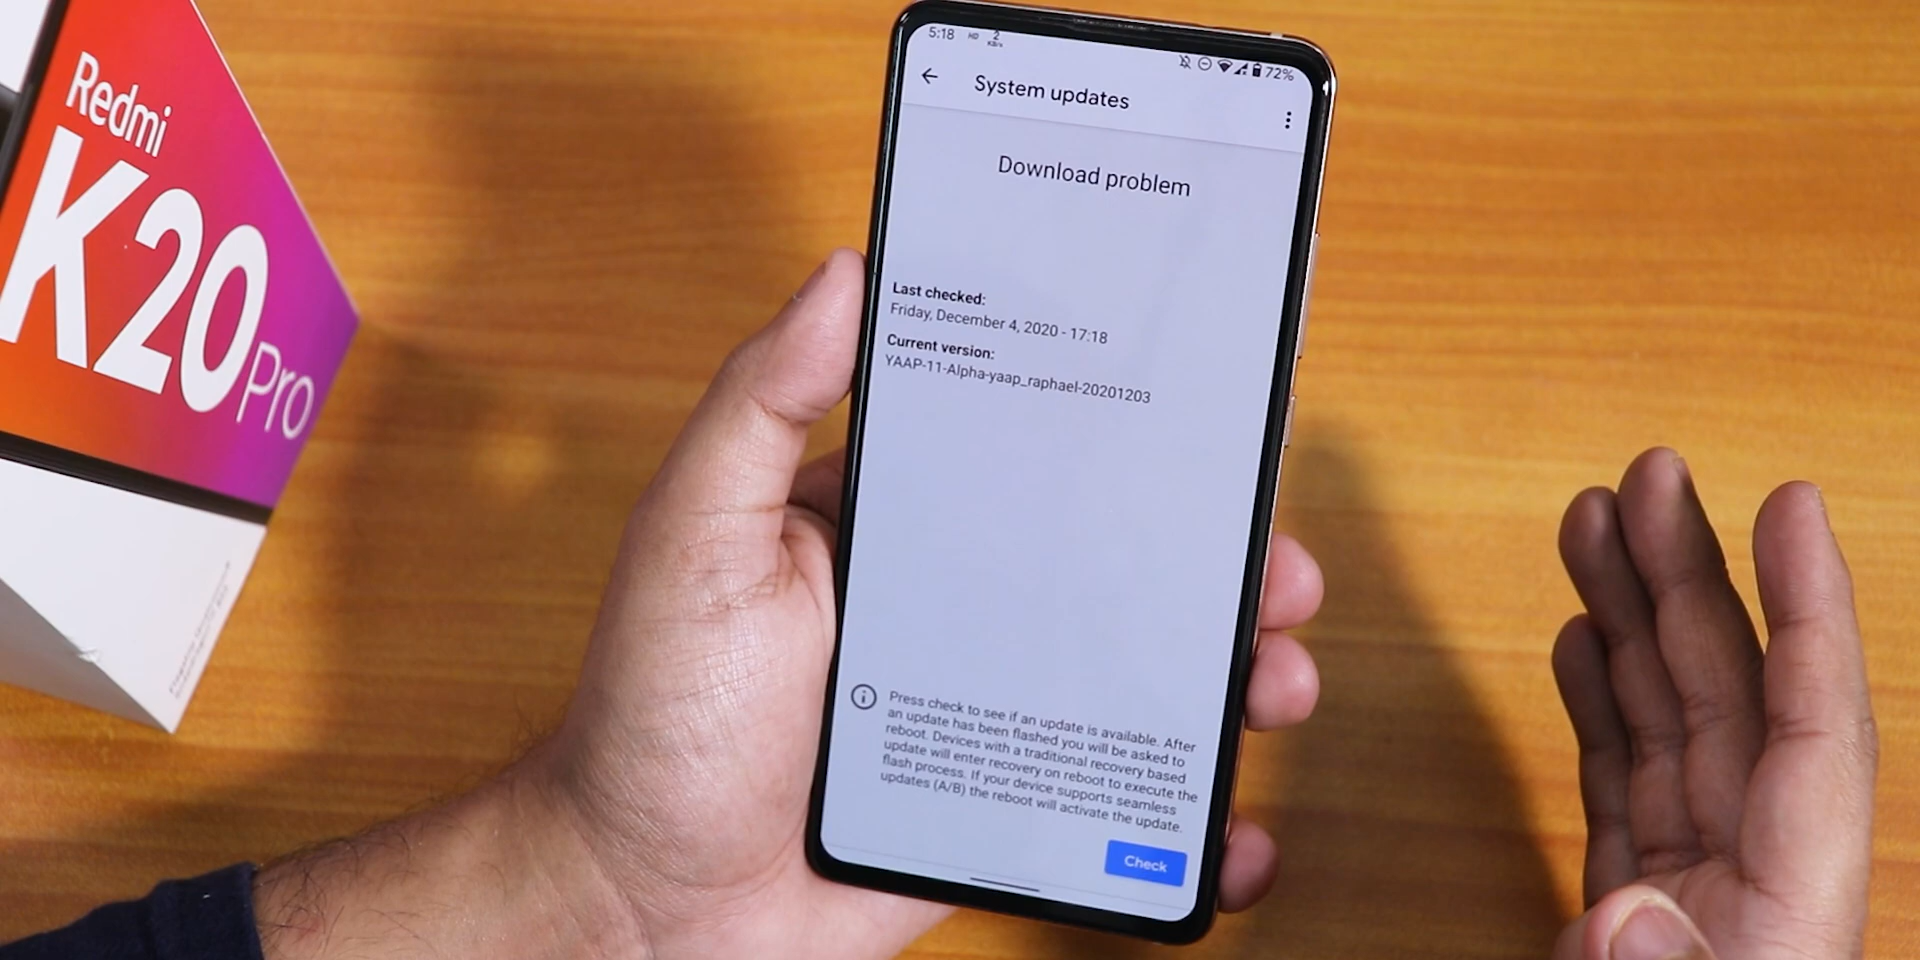 Redmi
K20 Pro
5:18 HD 2 KB/s 72%
System updates
Download problem
Last checked:
Friday, December 4, 2020 - 17:18
Current version:
YAAP-11-Alpha-yaap_raphael-20201203
Press check to see if an update is available. After
an update has been flashed you will be asked to
reboot. Devices with a traditional recovery based
update will enter recovery on reboot to execute the
flash process. If your device supports seamless
updates (A/B) the reboot will activate the update.
Check